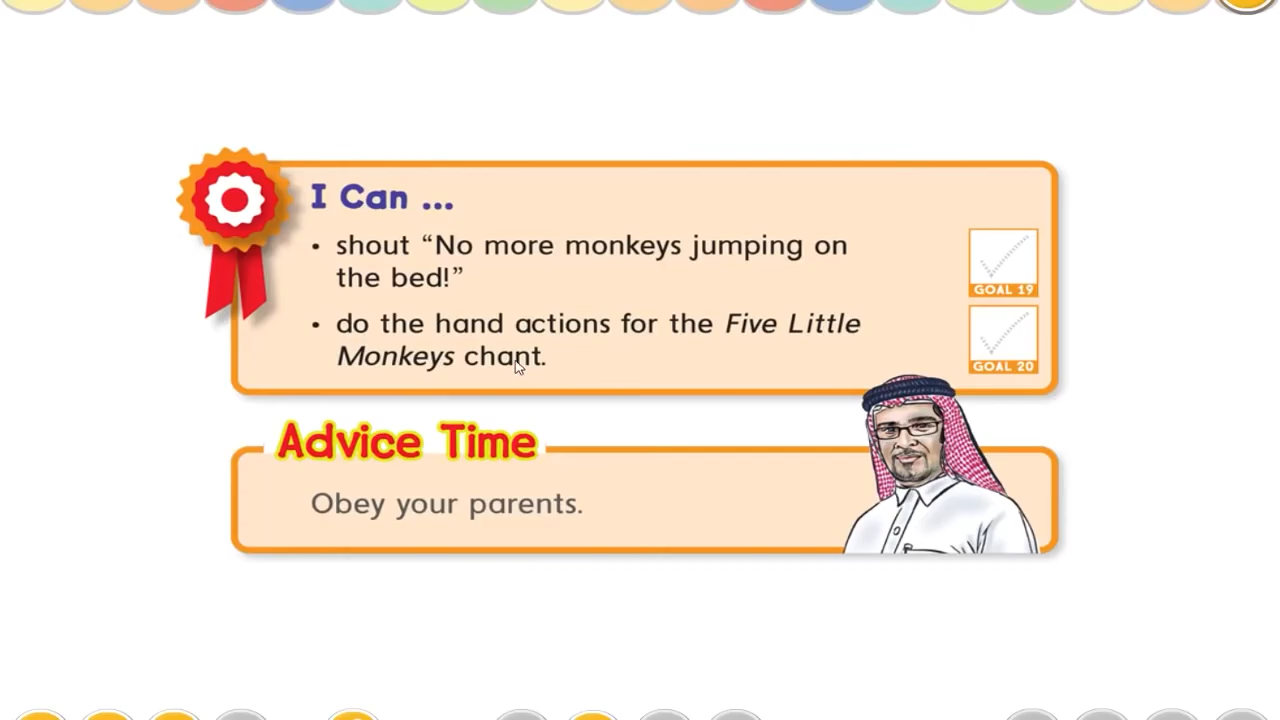 I Can ...
• shout “No more monkeys jumping on
the bed!”
GOAL 19
• do the hand actions for the Five Little
Monkeys chant.
GOAL 20
Advice Time
Obey your parents.